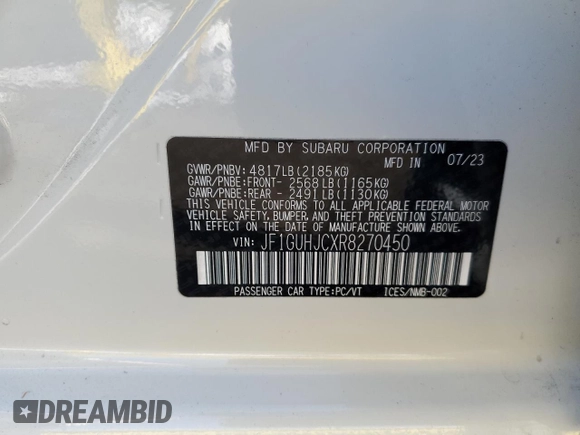 MFD BY SUBARU CORPORATION
MFD IN 07/23
GVWR/PNBV: 4817LB(2185KG)
GAWR/PNBE:FRONT- 2568LB(1165KG)
GAWR/PNBE:REAR - 2491LB(1130KG)
THIS VEHICLE CONFORMS TO ALL APPLICABLE FEDERAL MOTOR
VEHICLE SAFETY, BUMPER, AND THEFT PREVENTION STANDARDS
IN EFFECT ON THE DATE OF MANUFACTURE SHOWN ABOVE.
VIN: JF1GUHJCXR8270450
PASSENGER CAR TYPE:PC/VT ICES/NMB-002
DREAMBID